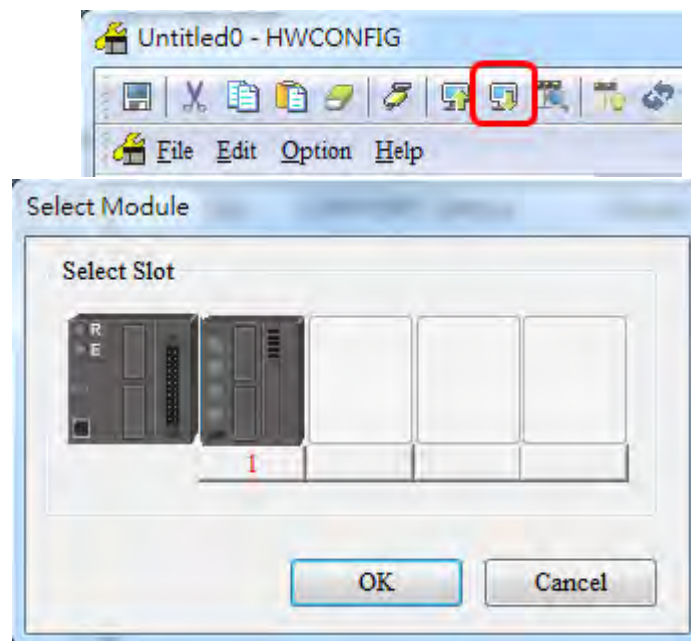 Untitled0 - HWCONFIG
File Edit Option Help
Select Module
Select Slot
R
E
1
OK Cancel